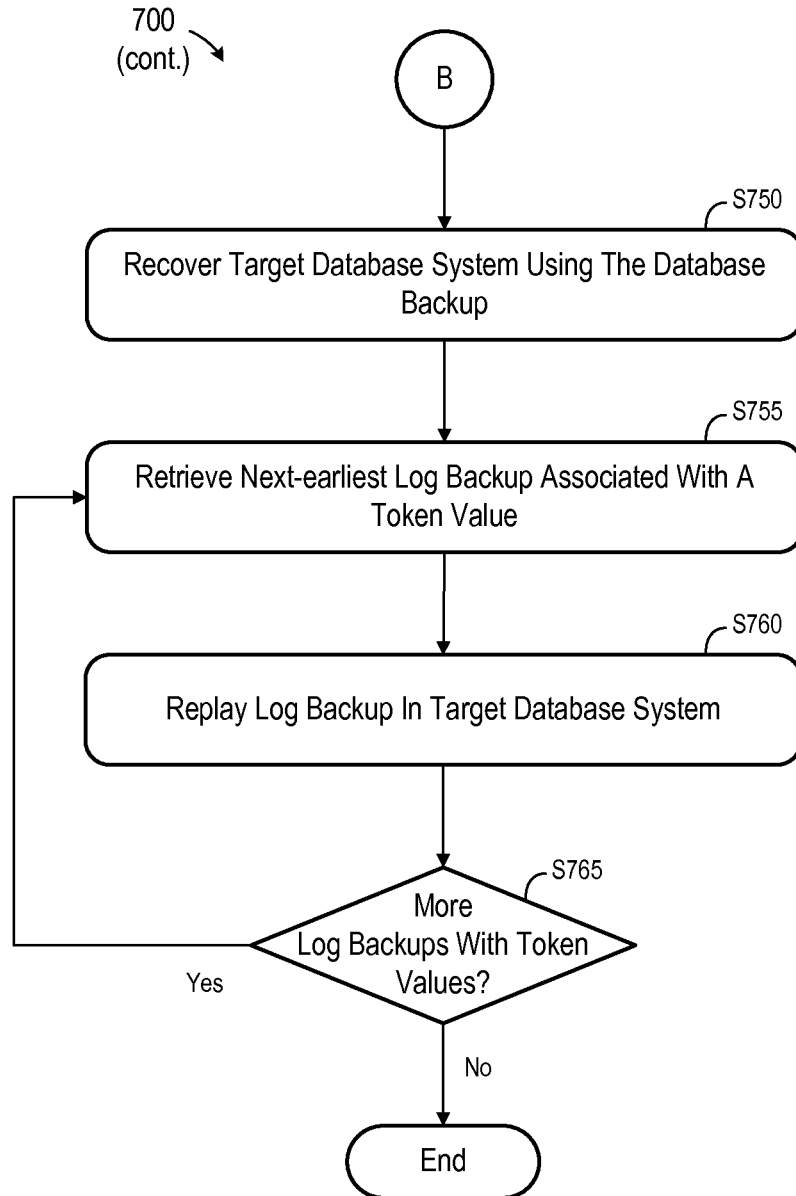 700
(cont.)
B
S750
Recover Target Database System Using The Database
Backup
S755
Retrieve Next-earliest Log Backup Associated With A
Token Value
S760
Replay Log Backup In Target Database System
S765
More
Log Backups With Token
Values?
Yes
No
End